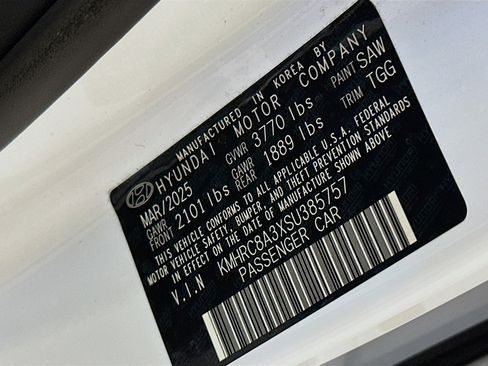 MANUFACTURED IN KOREA BY
HYUNDAI MOTOR COMPANY
MAR/2025 GVWR 3770 lbs PAINT SAW
GAWR FRONT 2101 lbs GAWR REAR 1889 lbs TRIM TGG
THIS VEHICLE CONFORMS TO ALL APPLICABLE U.S.A. FEDERAL
MOTOR VEHICLE SAFETY, BUMPER, AND THEFT PREVENTION STANDARDS
IN EFFECT ON THE DATE OF MANUFACTURE SHOWN ABOVE.
V.I.N KMHRC8A3XSU385757
PASSENGER CAR